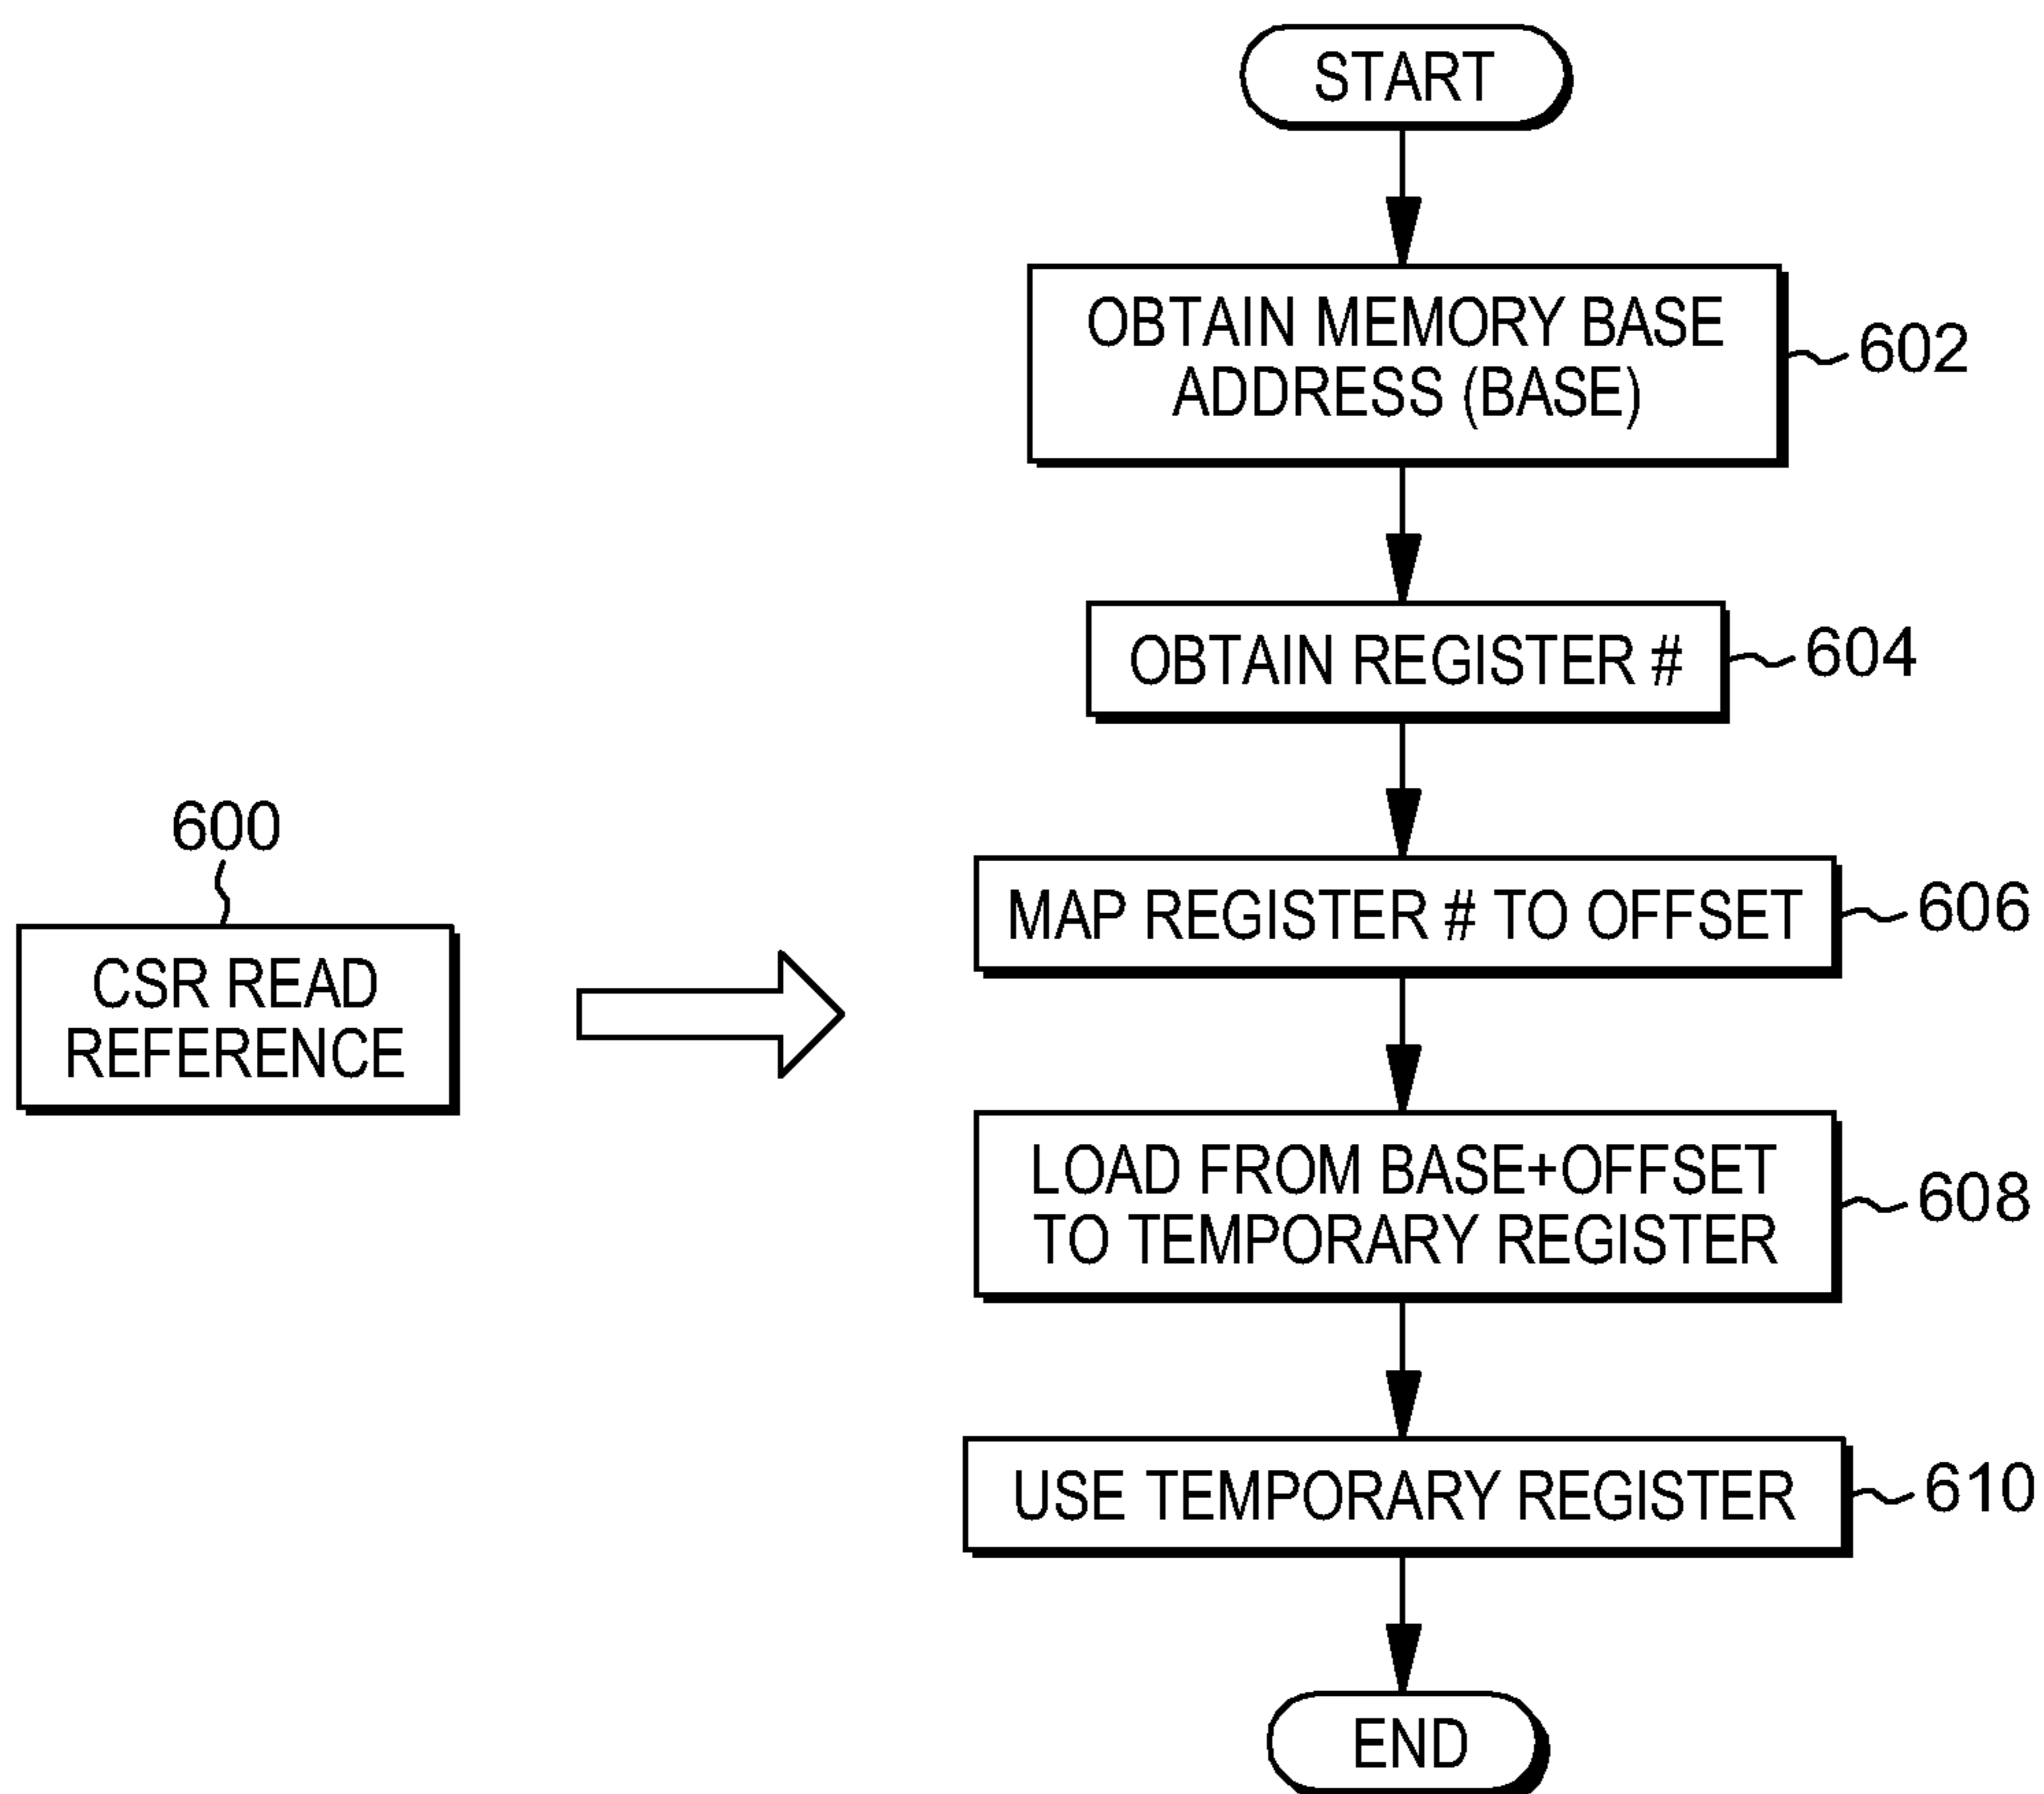 START
OBTAIN MEMORY BASE
ADDRESS (BASE)
602
OBTAIN REGISTER #
604
600
CSR READ
REFERENCE
MAP REGISTER # TO OFFSET
606
LOAD FROM BASE+OFFSET
TO TEMPORARY REGISTER
608
USE TEMPORARY REGISTER
610
END